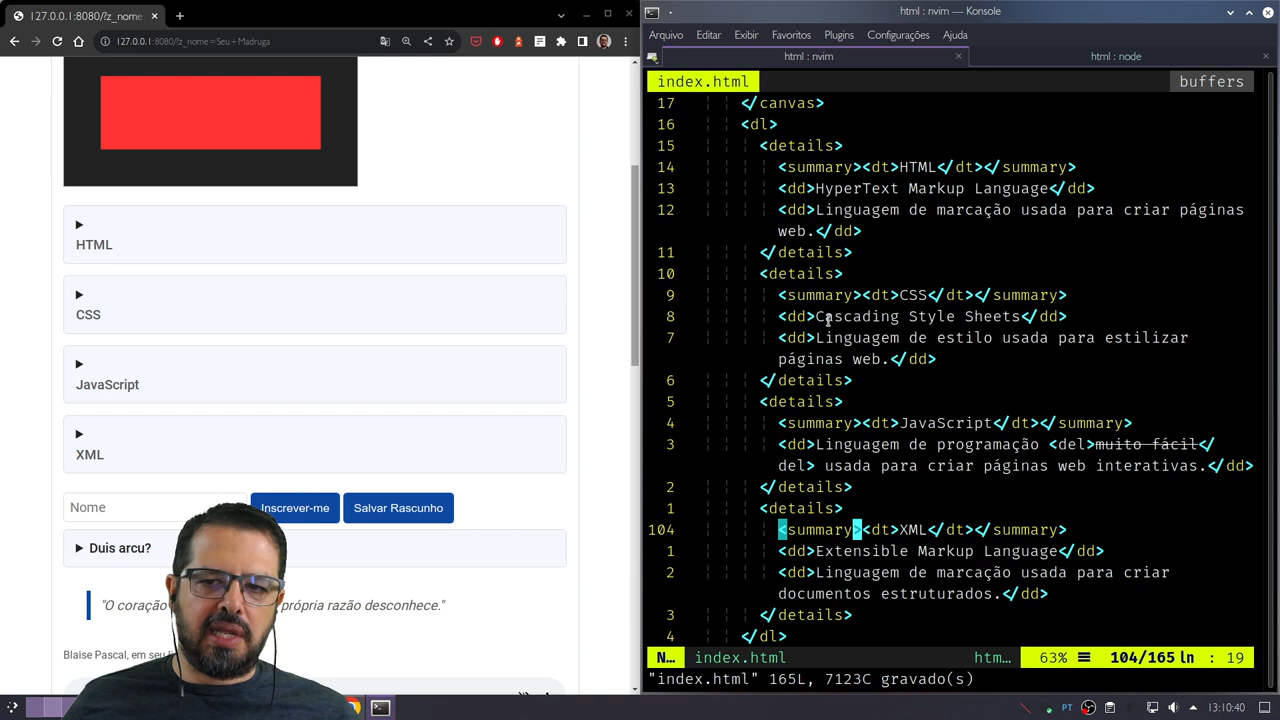 127.0.0.1:8080/?z_nome=
127.0.0.1:8080/?z_nome=Seu+Madruga
HTML
CSS
JavaScript
XML
Nome
Inscrever-me
Salvar Rascunho
Duis arcu?
"O coração
própria razão desconhece."
Blaise Pascal, em seu
html : nvim — Konsole
Arquivo Editar Exibir Favoritos Plugins Configurações Ajuda
html : nvim
html : node
index.html
buffers
17 </canvas>
16 <dl>
15 <details>
14 <summary><dt>HTML</dt></summary>
13 <dd>HyperText Markup Language</dd>
12 <dd>Linguagem de marcação usada para criar páginas
web.</dd>
11 </details>
10 <details>
9 <summary><dt>CSS</dt></summary>
8 <dd>Cascading Style Sheets</dd>
7 <dd>Linguagem de estilo usada para estilizar
páginas web.</dd>
6 </details>
5 <details>
4 <summary><dt>JavaScript</dt></summary>
3 <dd>Linguagem de programação <del>muito fácil</
del> usada para criar páginas web interativas.</dd>
2 </details>
1 <details>
104 <summary><dt>XML</dt></summary>
1 <dd>Extensible Markup Language</dd>
2 <dd>Linguagem de marcação usada para criar
documentos estruturados.</dd>
3 </details>
4 </dl>
N… index.html htm… 63% 104/165 ln : 19
"index.html" 165L, 7123C gravado(s)
PT
13:10:40